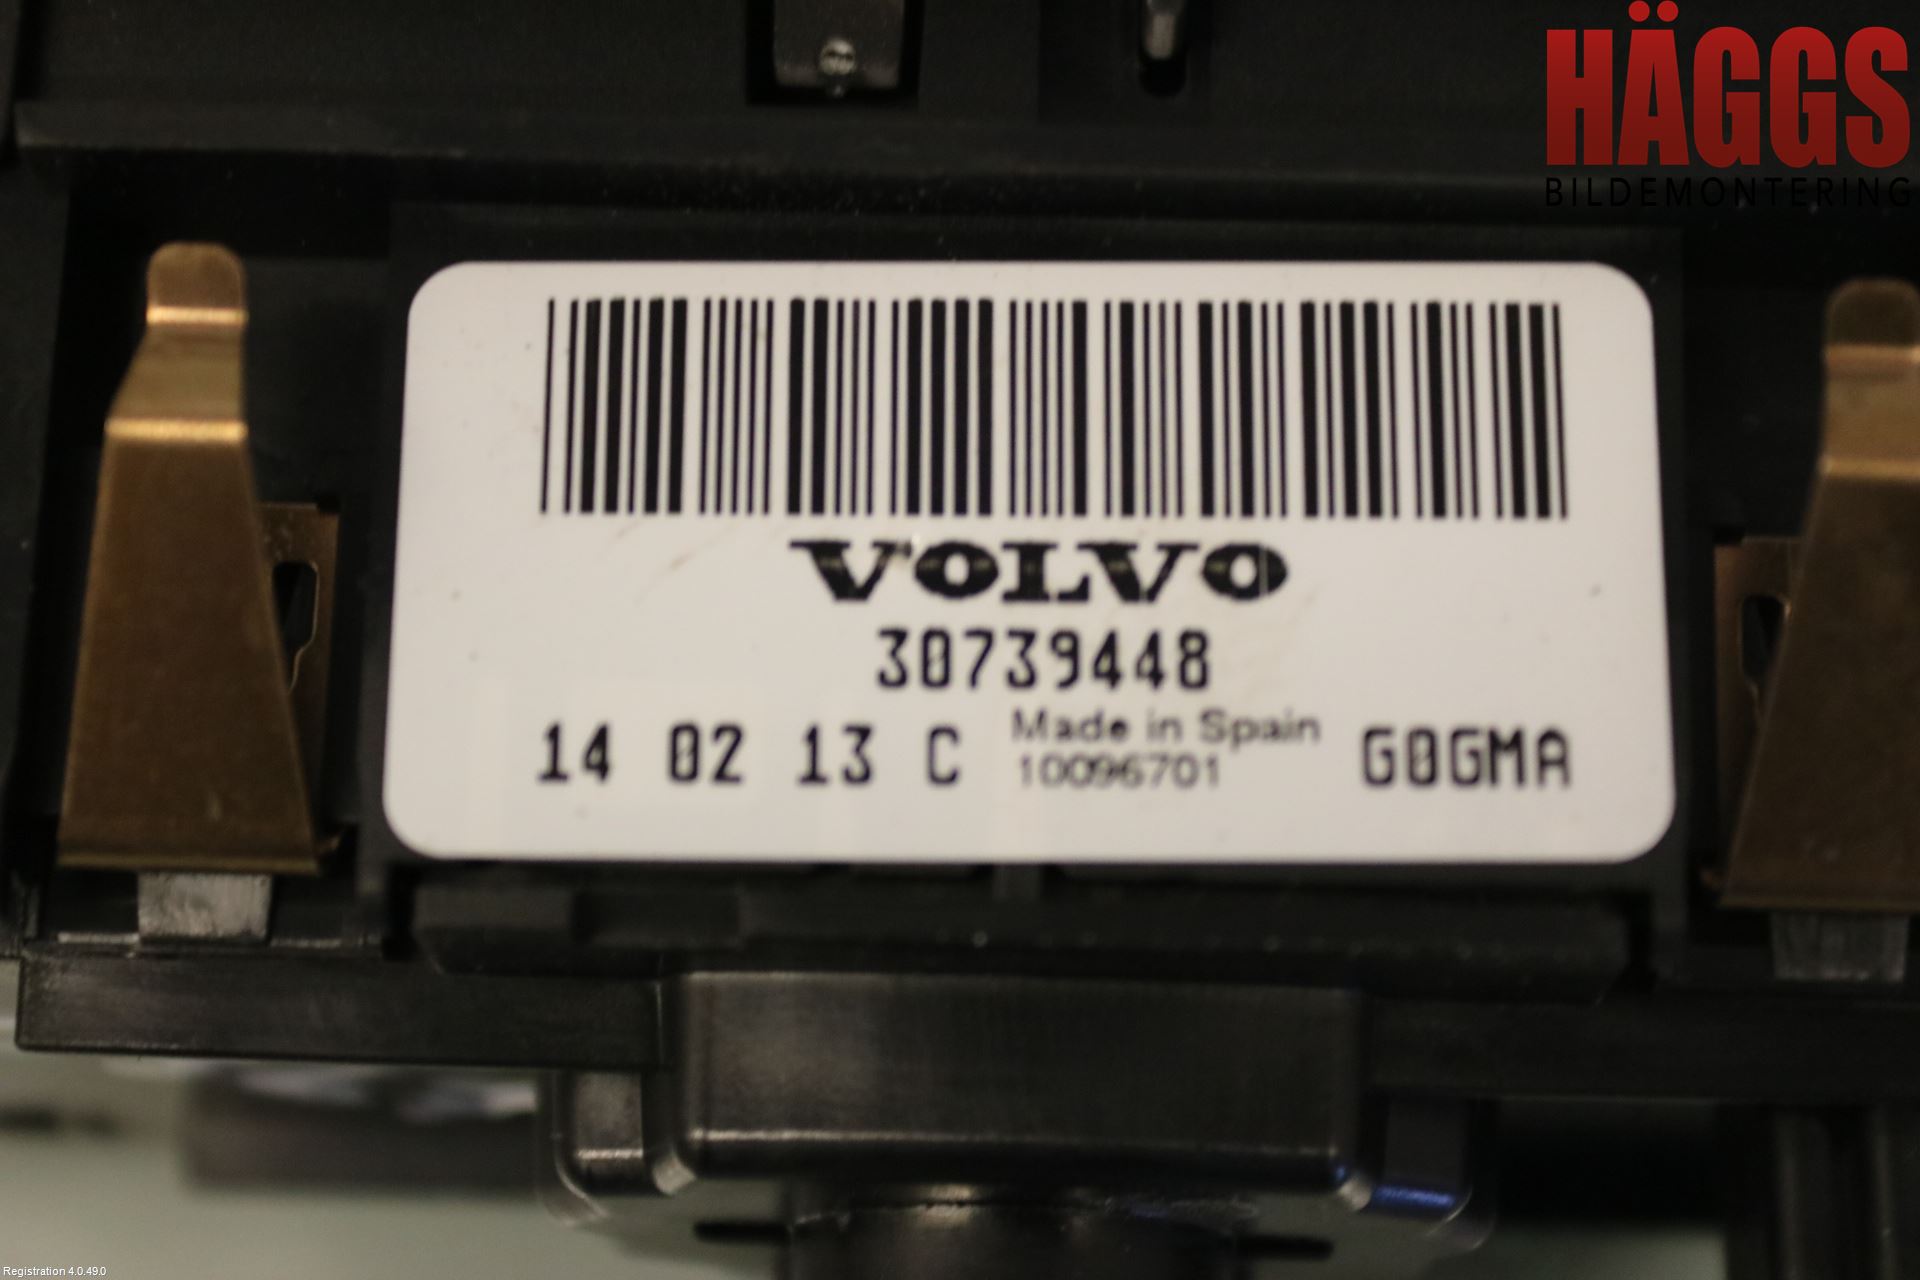 HÄGGS
BILDEMONTERING
VOLVO
30739448
14 02 13 C Made in Spain G0GMA
10096701
Registration 4.0.49.0